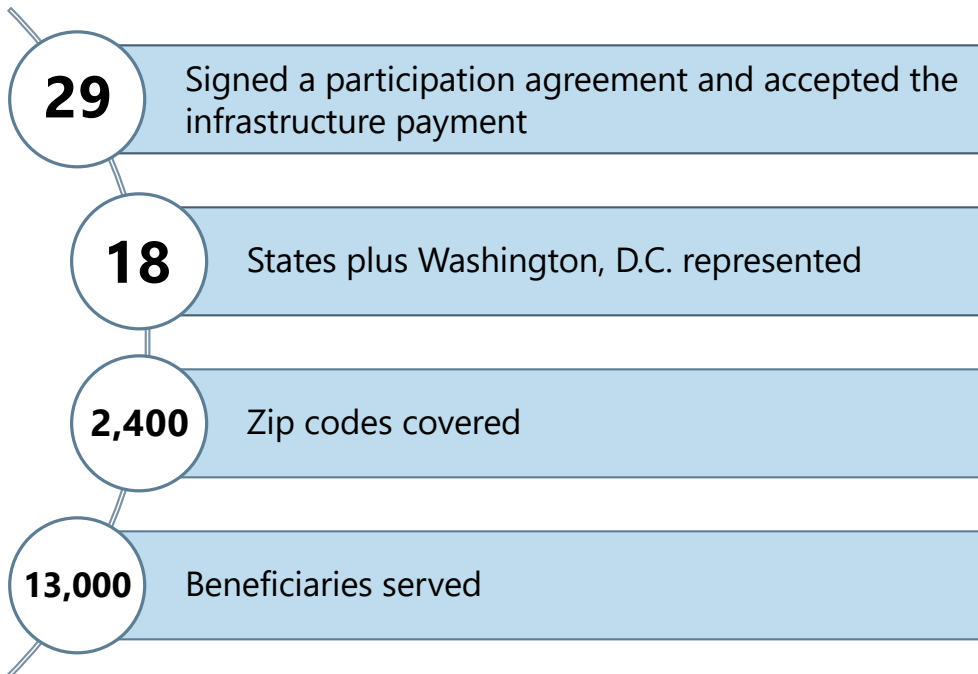 29
Signed a participation agreement and accepted the
infrastructure payment
18
States plus Washington, D.C. represented
2,400
Zip codes covered
13,000
Beneficiaries served